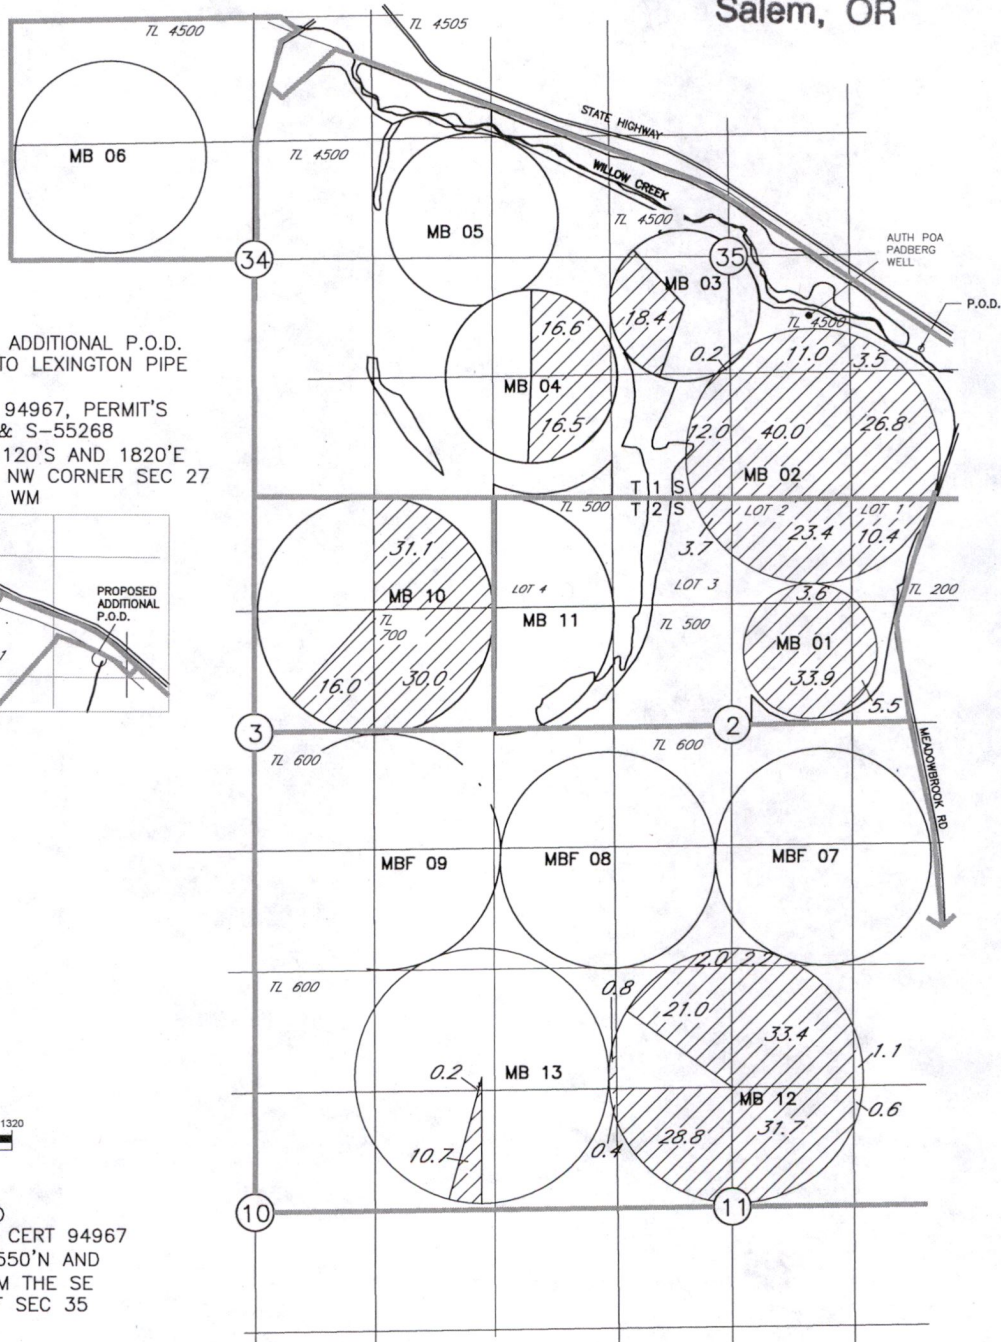 Salem, OR
TL 4500
TL 4505
STATE HIGHWAY
WILLOW CREEK
MB 06
TL 4500
MB 05
TL 4500
AUTH POA
PADBERG
WELL
34
35
MB 03
P.O.D.
18.4
TL 4500
ADDITIONAL P.O.D.
TO LEXINGTON PIPE
94967, PERMIT'S
& S-55268
120'S AND 1820'E
NW CORNER SEC 27
WM
16.6
0.2
11.0
3.5
MB 04
16.5
12.0
40.0
26.8
MB 02
T 1 S
T 2 S
TL 500
LOT 2
LOT 1
3.7
23.4
10.4
31.1
LOT 4
LOT 3
TL 200
PROPOSED
ADDITIONAL
P.O.D.
MB 10
TL
700
MB 11
TL 500
3.6
MB 01
16.0
30.0
33.9
5.5
3
2
TL 600
TL 600
MEADOWBROOK RD
MBF 09
MBF 08
MBF 07
TL 600
2.0
2.2
0.8
21.0
33.4
1.1
0.2
MB 13
MB 12
0.6
10.7
0.4
28.8
31.7
1320
10
11
CERT 94967
550'N AND
THE SE
SEC 35